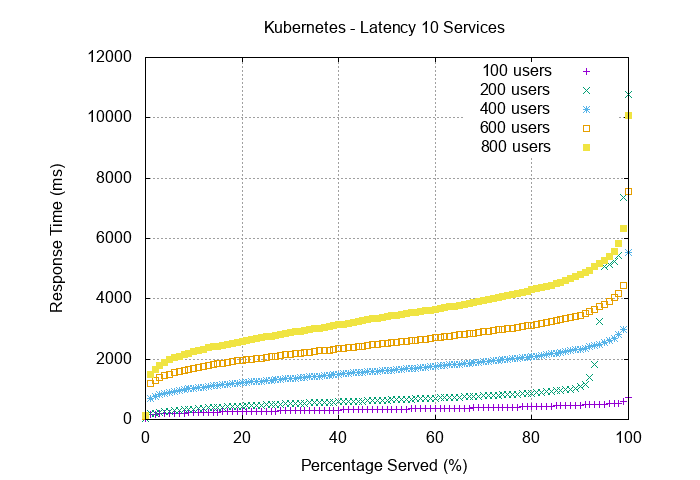 Kubernetes - Latency 10 Services
12000
10000
8000
6000
4000
2000
0
Response Time (ms)
100 users
200 users
400 users
600 users
800 users
0 20 40 60 80 100
Percentage Served (%)